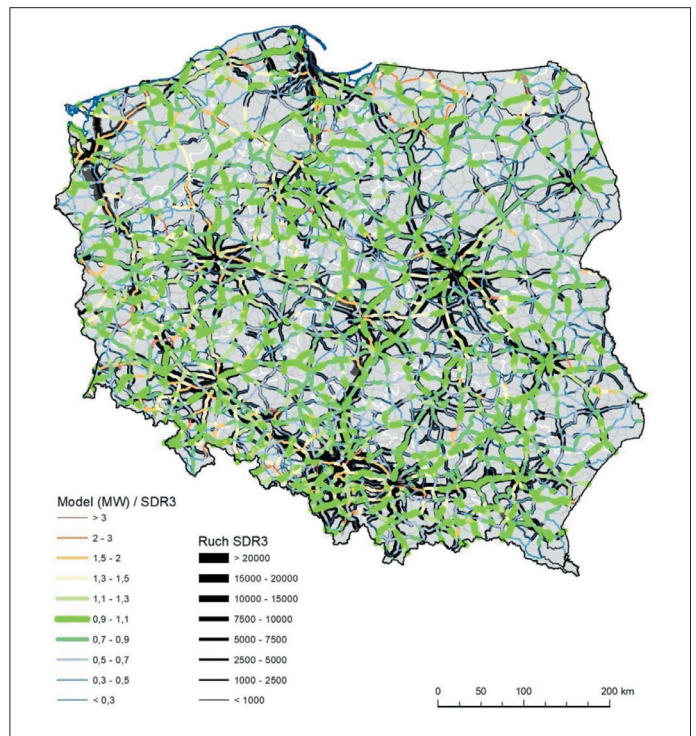 Model (MW) / SDR3
> 3
2 - 3
1,5 - 2
1,3 - 1,5
1,1 - 1,3
0,9 - 1,1
0,7 - 0,9
0,5 - 0,7
0,3 - 0,5
< 0,3
Ruch SDR3
> 20000
15000 - 20000
10000 - 15000
7500 - 10000
5000 - 7500
2500 - 5000
1000 - 2500
< 1000
0 50 100 200 km